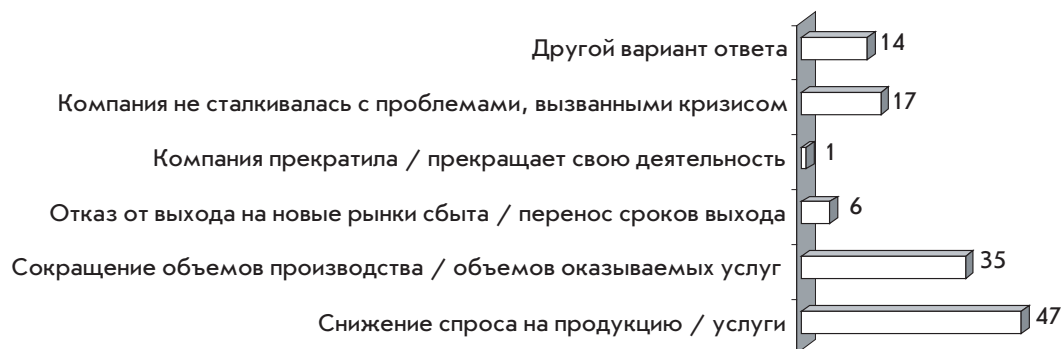 Другой вариант ответа 14
Компания не сталкивалась с проблемами, вызванными кризисом 17
Компания прекратила / прекращает свою деятельность 1
Отказ от выхода на новые рынки сбыта / перенос сроков выхода 6
Сокращение объемов производства / объемов оказываемых услуг 35
Снижение спроса на продукцию / услуги 47